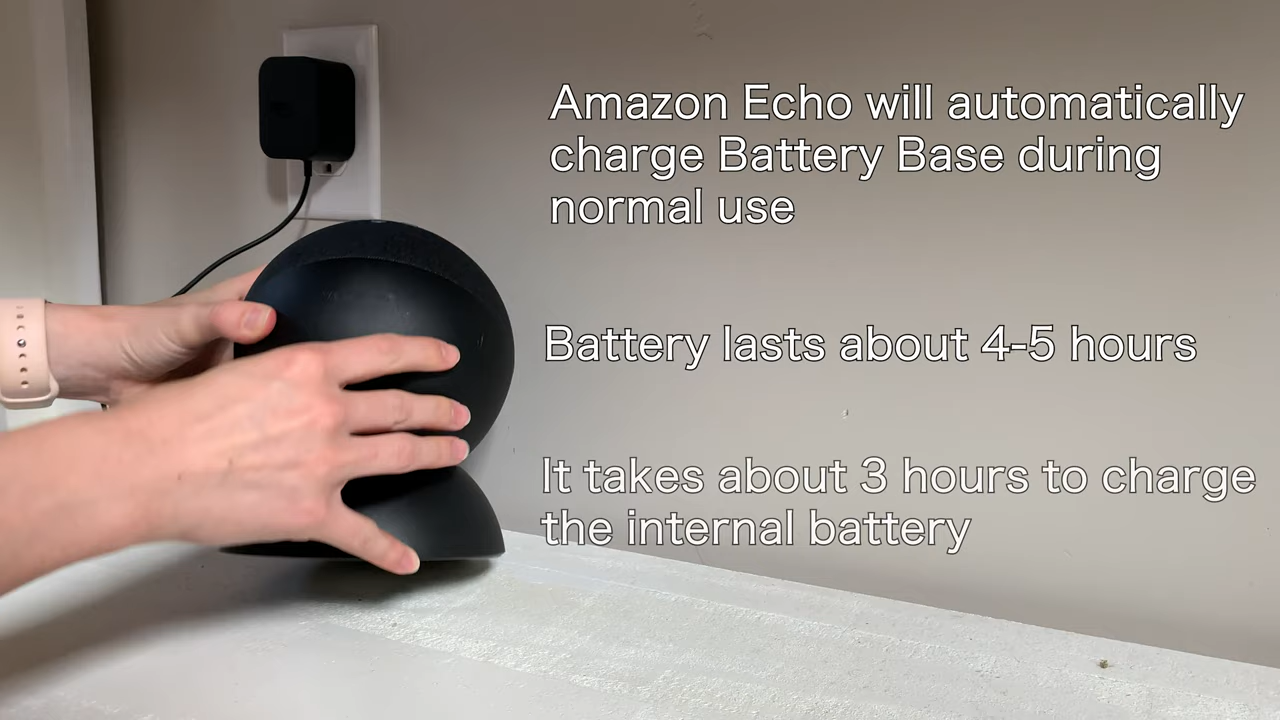 Amazon Echo will automatically
charge Battery Base during
normal use
Battery lasts about 4-5 hours
It takes about 3 hours to charge
the internal battery